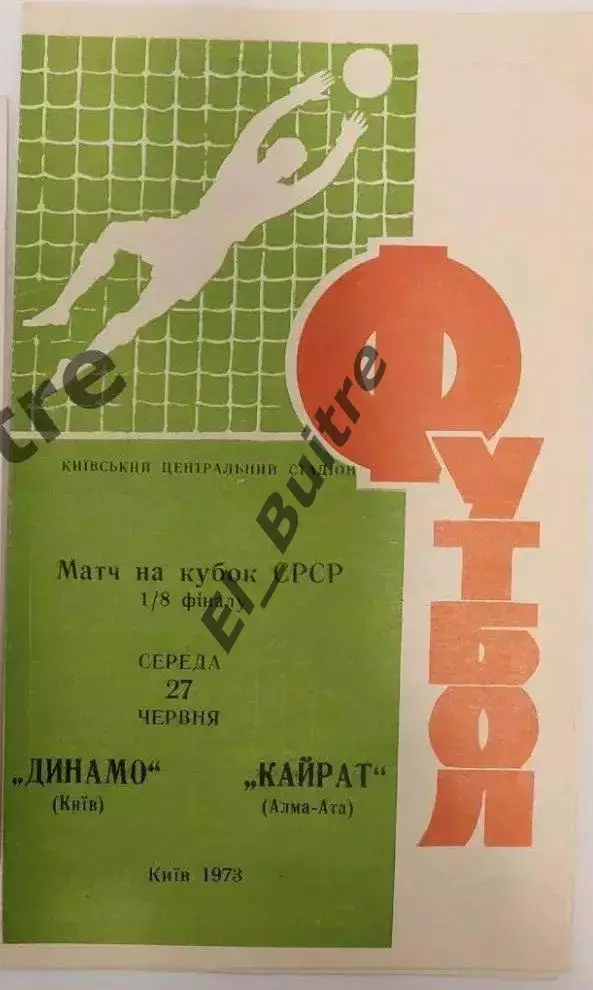 ФУТБОЛ
КИЇВСЬКИЙ ЦЕНТРАЛЬНИЙ СТАДІОН
Матч на кубок СРСР
1/8 фіналу
СЕРЕДА
27
ЧЕРВНЯ
„ДИНАМО“ „КАЙРАТ“
(Київ) (Алма-Ата)
Київ 1973
El_Buitre
tre